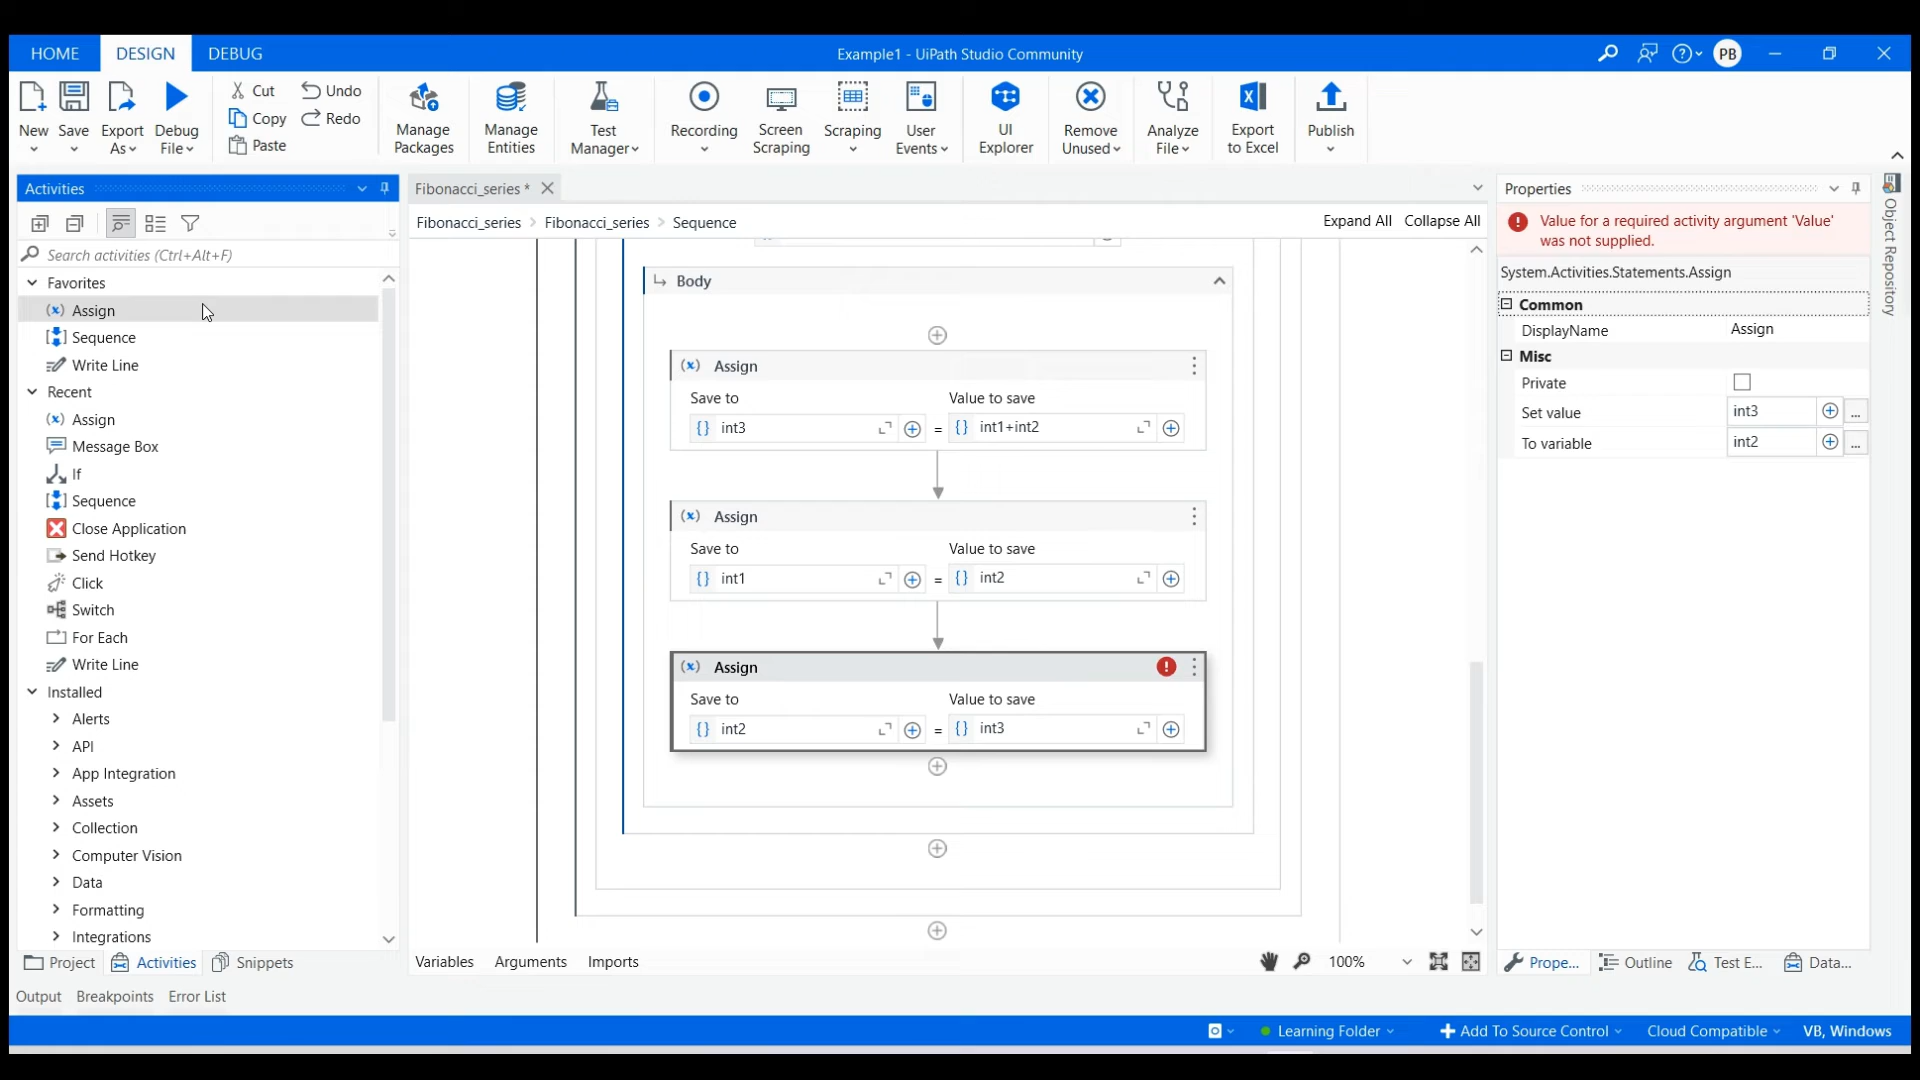 HOME DESIGN DEBUG Example1 - UiPath Studio Community PB
New Save Export As Debug File Cut Copy Paste Undo Redo Manage Packages Manage Entities Test Manager Recording Screen Scraping Scraping User Events UI Explorer Remove Unused Analyze File Export to Excel Publish
Activities
Search activities (Ctrl+Alt+F)
Favorites
Assign
Sequence
Write Line
Recent
Assign
Message Box
If
Sequence
Close Application
Send Hotkey
Click
Switch
For Each
Write Line
Installed
Alerts
API
App Integration
Assets
Collection
Computer Vision
Data
Formatting
Integrations
Project Activities Snippets
Fibonacci_series *
Fibonacci_series > Fibonacci_series > Sequence Expand All Collapse All
Body
Assign
Save to Value to save
{} int3 = {} int1+int2
Assign
Save to Value to save
{} int1 = {} int2
Assign
Save to Value to save
{} int2 = {} int3
Variables Arguments Imports 100%
Properties
Value for a required activity argument 'Value'
was not supplied.
System.Activities.Statements.Assign
Common
DisplayName Assign
Misc
Private
Set value int3 ...
To variable int2 ...
Prope... Outline Test E... Data...
Object Repository
Output Breakpoints Error List
Learning Folder Add To Source Control Cloud Compatible VB, Windows